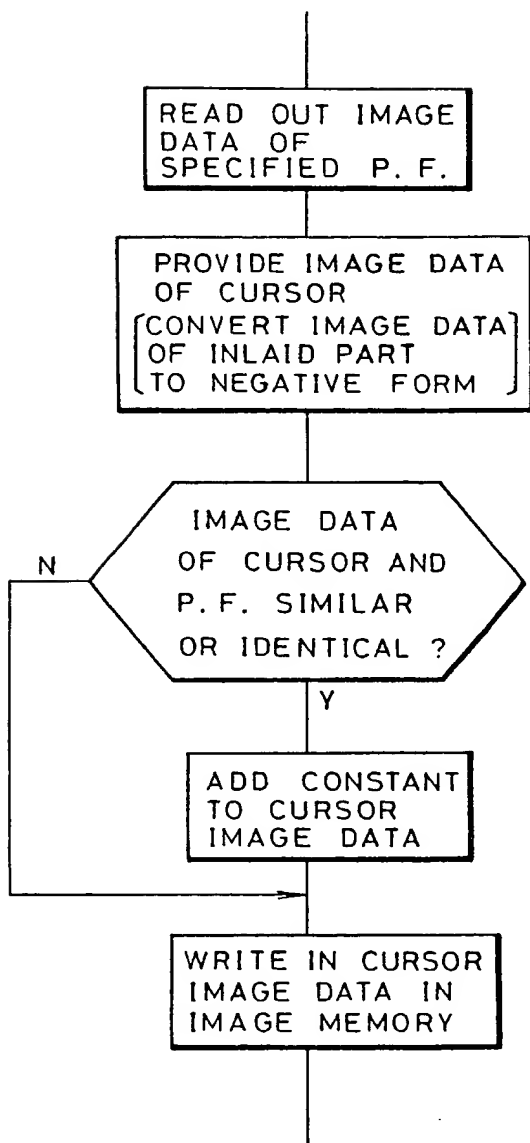 READ OUT IMAGE
DATA OF
SPECIFIED P. F.
PROVIDE IMAGE DATA
OF CURSOR
[CONVERT IMAGE DATA
OF INLAID PART
TO NEGATIVE FORM]
IMAGE DATA
OF CURSOR AND
P. F. SIMILAR
OR IDENTICAL ?
N
Y
ADD CONSTANT
TO CURSOR
IMAGE DATA
WRITE IN CURSOR
IMAGE DATA IN
IMAGE MEMORY